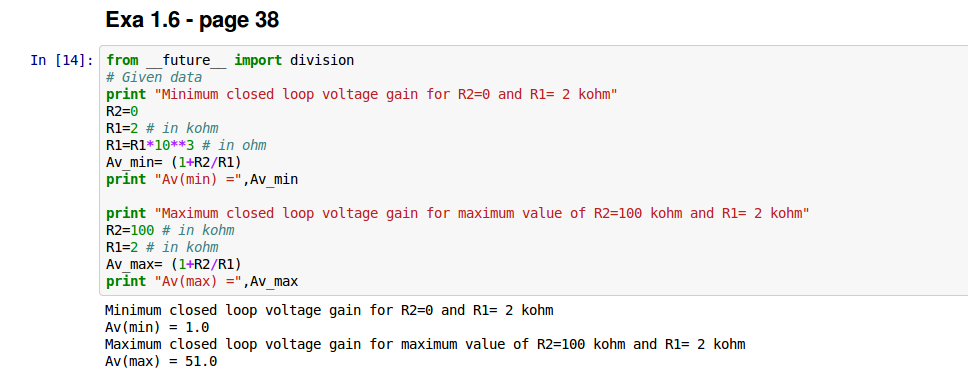 Exa 1.6 - page 38
In [14]:
from __future__ import division
# Given data
print "Minimum closed loop voltage gain for R2=0 and R1= 2 kohm"
R2=0
R1=2 # in kohm
R1=R1*10**3 # in ohm
Av_min= (1+R2/R1)
print "Av(min) =",Av_min
print "Maximum closed loop voltage gain for maximum value of R2=100 kohm and R1= 2 kohm"
R2=100 # in kohm
R1=2 # in kohm
Av_max= (1+R2/R1)
print "Av(max) =",Av_max
Minimum closed loop voltage gain for R2=0 and R1= 2 kohm
Av(min) = 1.0
Maximum closed loop voltage gain for maximum value of R2=100 kohm and R1= 2 kohm
Av(max) = 51.0